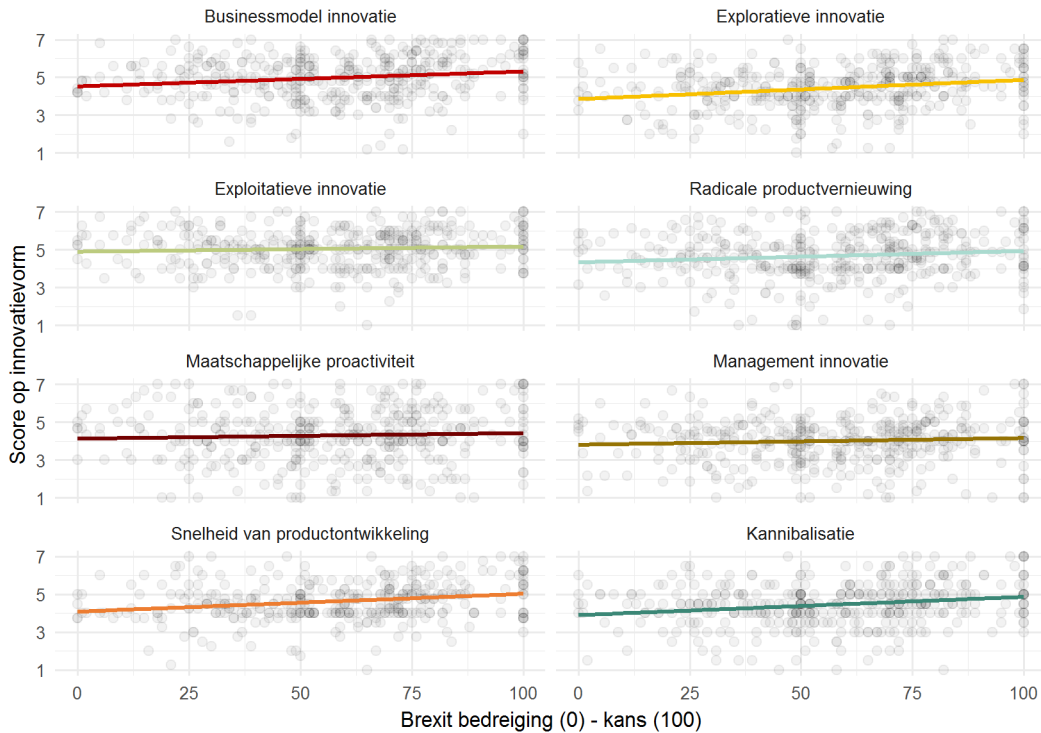 Businessmodel innovatie
Exploratieve innovatie
7
5
3
1
Exploitatieve innovatie
Radicale productvernieuwing
7
5
3
1
Maatschappelijke proactiviteit
Management innovatie
7
5
3
1
Snelheid van productontwikkeling
Kannibalisatie
7
5
3
1
Score op innovatievorm
0 25 50 75 100 0 25 50 75 100
Brexit bedreiging (0) - kans (100)